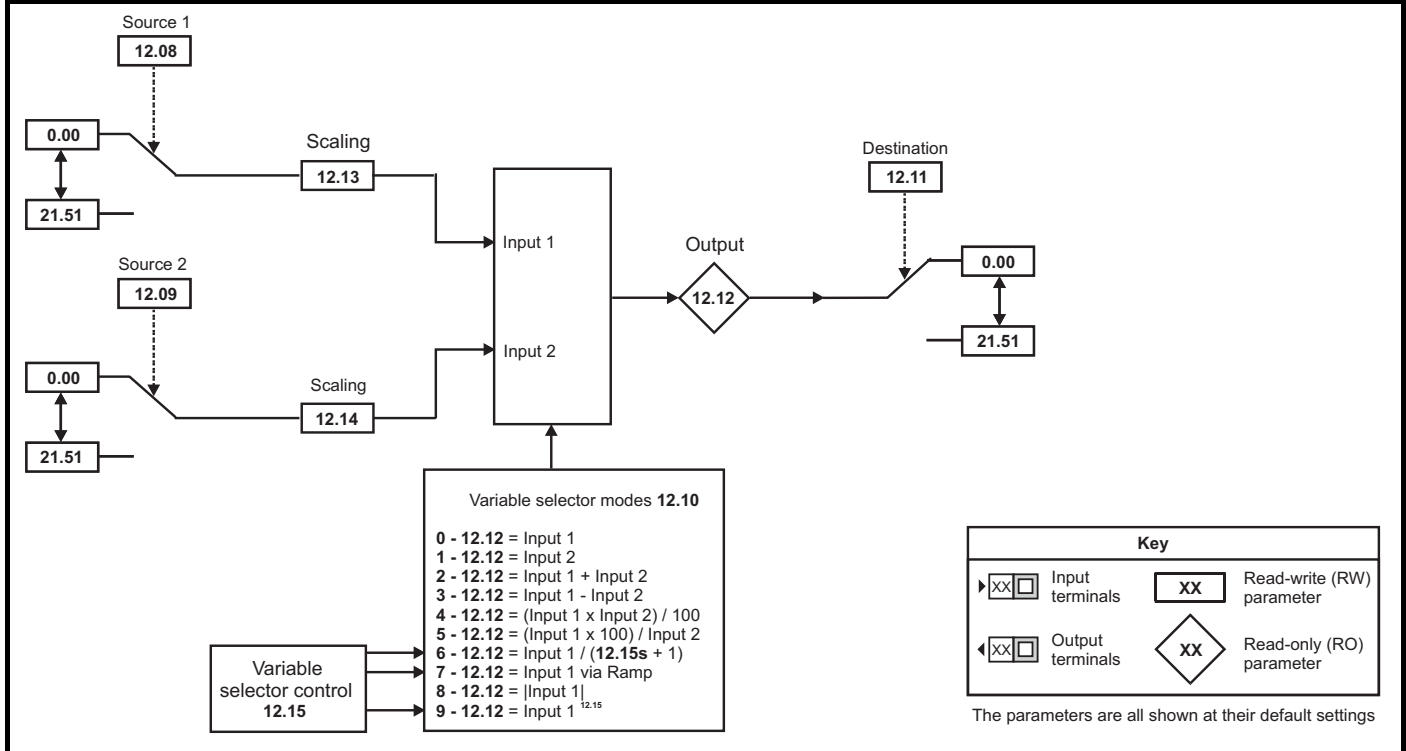 Source 1
12.08
0.00
21.51
Scaling
12.13
Source 2
12.09
0.00
21.51
Scaling
12.14
Input 1
Input 2
Output
12.12
Destination
12.11
0.00
21.51
Variable selector modes 12.10
0 - 12.12 = Input 1
1 - 12.12 = Input 2
2 - 12.12 = Input 1 + Input 2
3 - 12.12 = Input 1 - Input 2
4 - 12.12 = (Input 1 x Input 2) / 100
5 - 12.12 = (Input 1 x 100) / Input 2
6 - 12.12 = Input 1 / (12.15s + 1)
7 - 12.12 = Input 1 via Ramp
8 - 12.12 = |Input 1|
9 - 12.12 = Input 1 12.15
Variable
selector control
12.15
Key
XX
Input
terminals
XX
Read-write (RW)
parameter
XX
Output
terminals
XX
Read-only (RO)
parameter
The parameters are all shown at their default settings